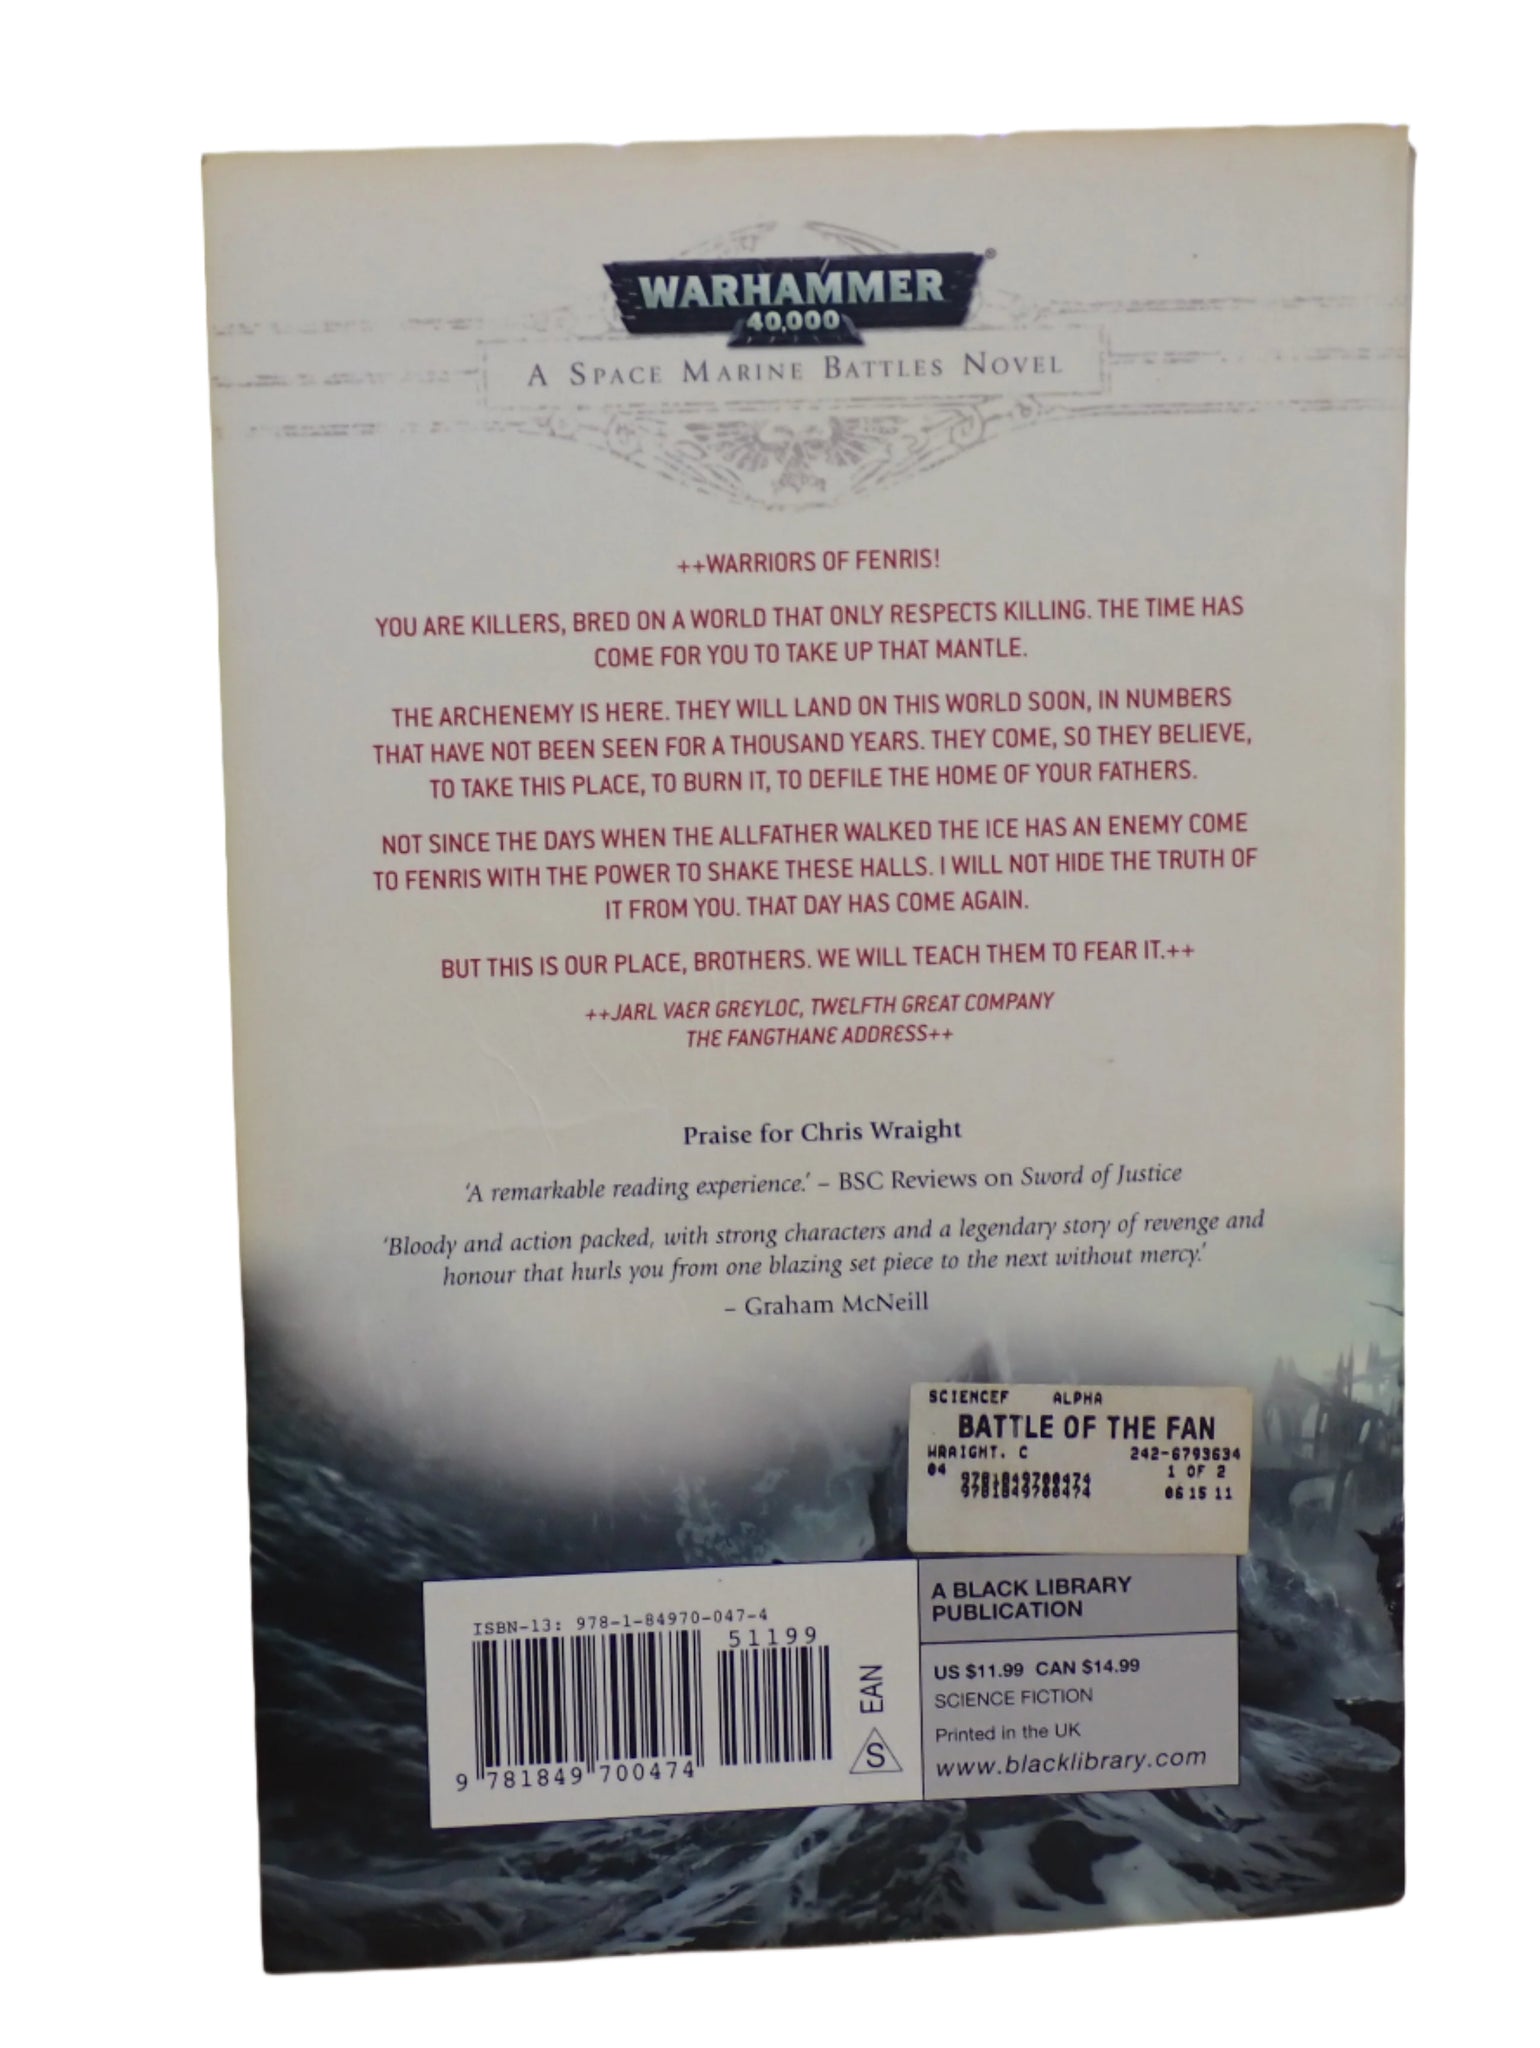 WARHAMMER®
40,000
A SPACE MARINE BATTLES NOVEL
++WARRIORS OF FENRIS!
YOU ARE KILLERS, BRED ON A WORLD THAT ONLY RESPECTS KILLING. THE TIME HAS
COME FOR YOU TO TAKE UP THAT MANTLE.
THE ARCHENEMY IS HERE. THEY WILL LAND ON THIS WORLD SOON, IN NUMBERS
THAT HAVE NOT BEEN SEEN FOR A THOUSAND YEARS. THEY COME, SO THEY BELIEVE,
TO TAKE THIS PLACE, TO BURN IT, TO DEFILE THE HOME OF YOUR FATHERS.
NOT SINCE THE DAYS WHEN THE ALLFATHER WALKED THE ICE HAS AN ENEMY COME
TO FENRIS WITH THE POWER TO SHAKE THESE HALLS. I WILL NOT HIDE THE TRUTH OF
IT FROM YOU. THAT DAY HAS COME AGAIN.
BUT THIS IS OUR PLACE, BROTHERS. WE WILL TEACH THEM TO FEAR IT.++
++JARL VAER GREYLOC, TWELFTH GREAT COMPANY
THE FANGTHANE ADDRESS++
Praise for Chris Wraight
'A remarkable reading experience.' – BSC Reviews on Sword of Justice
'Bloody and action packed, with strong characters and a legendary story of revenge and
honour that hurls you from one blazing set piece to the next without mercy.'
– Graham McNeill
SCIENCEF ALPHA
BATTLE OF THE FAN
WRAIGHT. C 242-6793634
04 9781849700474 1 OF 2
9781849700474 06 15 11
ISBN-13: 978-1-84970-047-4
51199
9 781849 700474
EAN
S
A BLACK LIBRARY
PUBLICATION
US $11.99 CAN $14.99
SCIENCE FICTION
Printed in the UK
www.blacklibrary.com